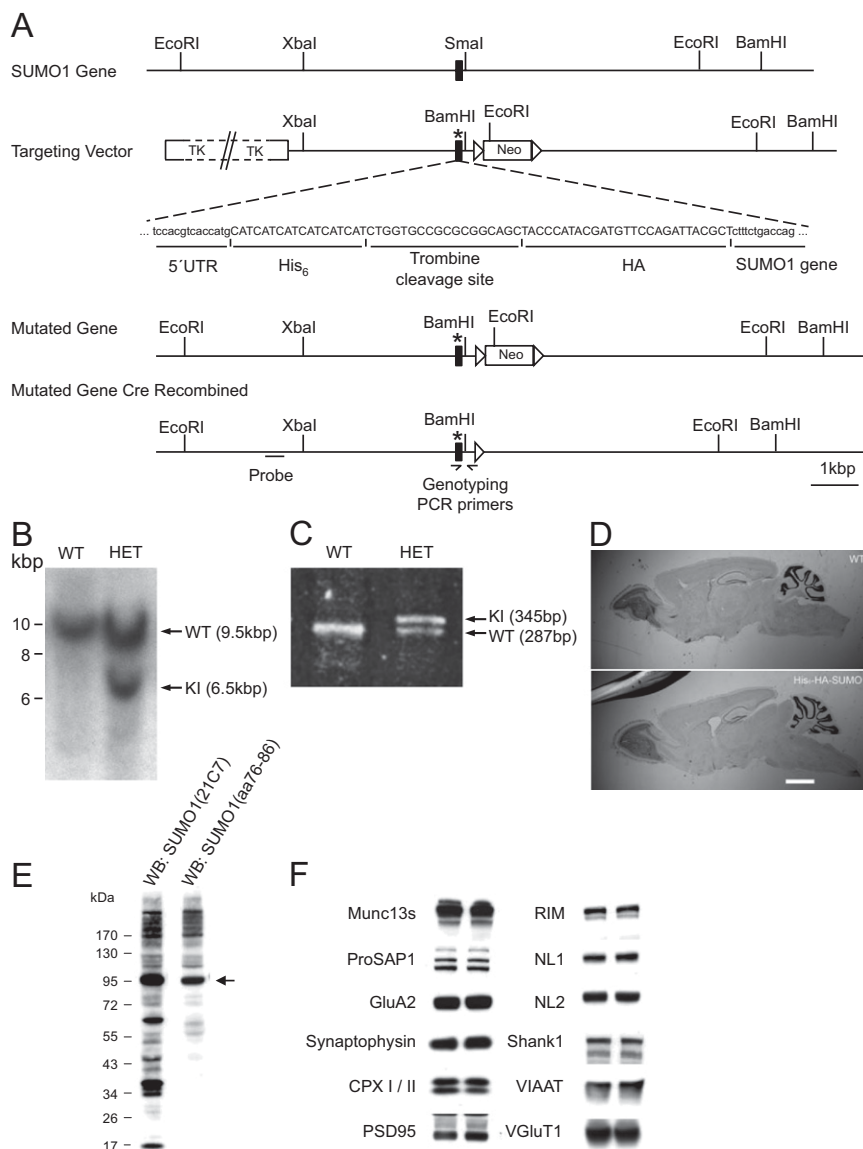 A
EcoRI XbaI SmaI EcoRI BamHI
SUMO1 Gene
XbaI BamHI EcoRI EcoRI BamHI
*
Targeting Vector TK TK Neo
... tccacgtcaccatgCATCATCATCATCATCATCTGGTGCCGCGCGGCAGCTACCCATACGATGTTCCAGATTACGCTtctttctgaccag ...
5´UTR His6 Trombine cleavage site HA SUMO1 gene
Mutated Gene
EcoRI XbaI BamHI EcoRI EcoRI BamHI
*
Neo
Mutated Gene Cre Recombined
EcoRI XbaI BamHI EcoRI BamHI
*
Probe
Genotyping
PCR primers
1kbp
B
kbp WT HET
10
8
6
WT (9.5kbp)
KI (6.5kbp)
C
WT HET
KI (345bp)
WT (287bp)
D
WT
His6-HA-SUMO
E
WB: SUMO1(21C7)
WB: SUMO1(aa76-86)
kDa
170
130
95
72
55
43
34
26
17
F
Munc13s RIM
ProSAP1 NL1
GluA2 NL2
Synaptophysin Shank1
CPX I / II VIAAT
PSD95 VGluT1